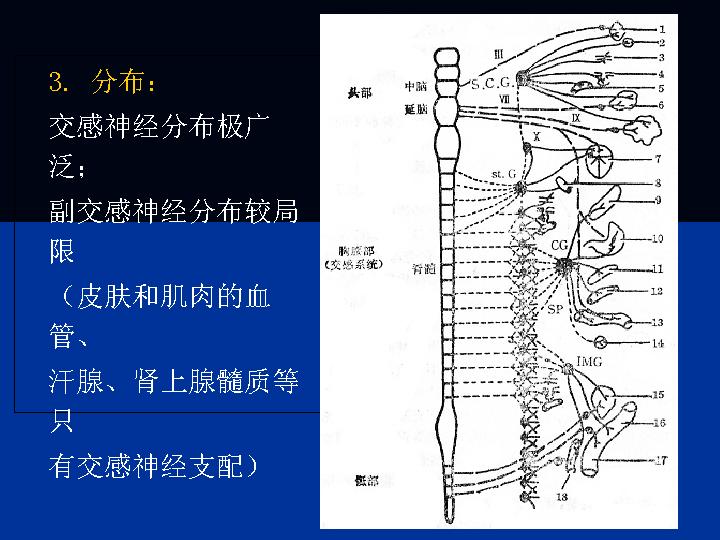 3. 分布：
交感神经分布极广
泛；
副交感神经分布较局
限
（皮肤和肌肉的血
管、
汗腺、肾上腺髓质等
只
有交感神经支配）
头部
中脑
延脑
III
S.C.G.
VII
IX
X
st.G
胸腰部
（交感系统）
脊髓
CG
SP
IMG
骶部
1
2
3
4
5
6
7
8
9
10
11
12
13
14
15
16
17
18